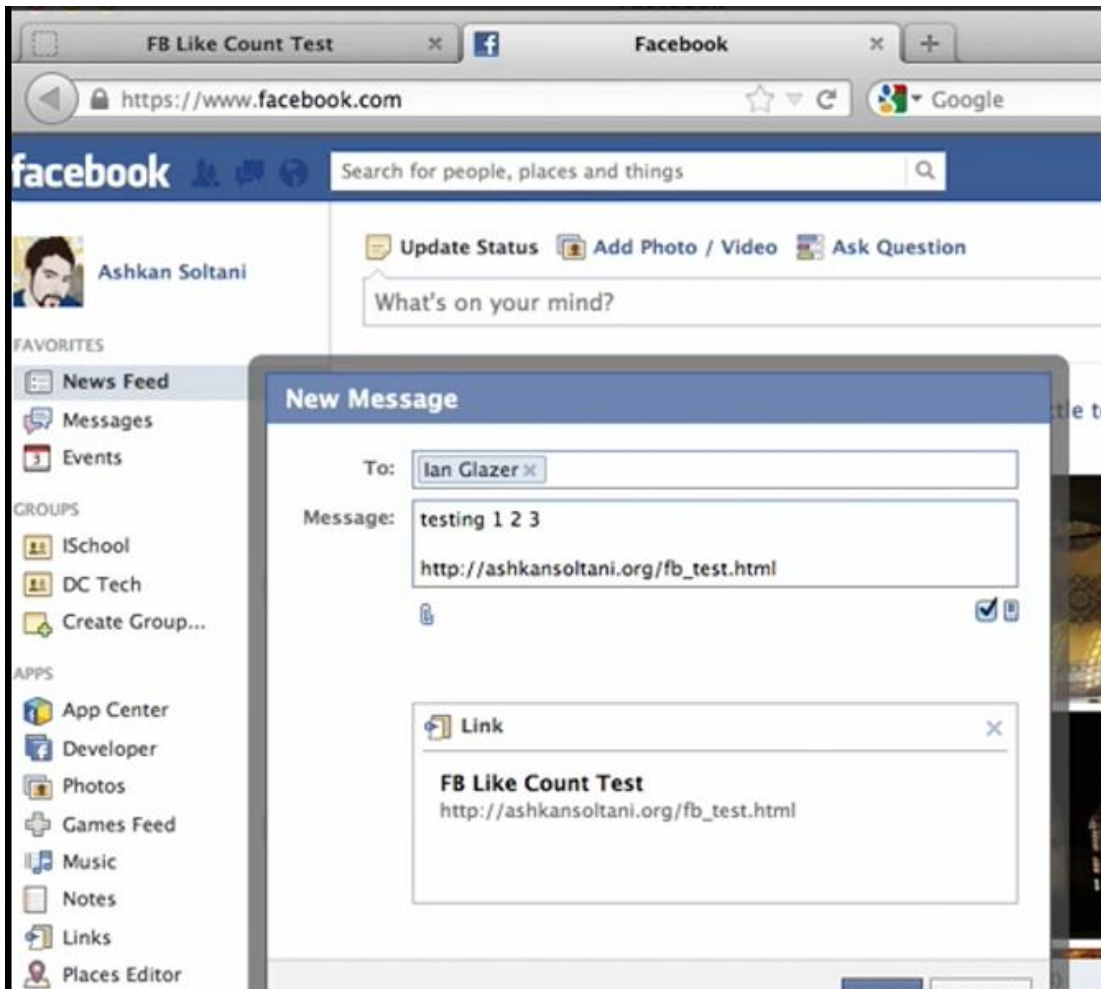 FB Like Count Test
Facebook
https://www.facebook.com
Google
facebook
Search for people, places and things
Ashkan Soltani
Update Status Add Photo / Video Ask Question
What's on your mind?
FAVORITES
News Feed
Messages
3 Events
GROUPS
ISchool
DC Tech
Create Group...
APPS
App Center
Developer
Photos
Games Feed
Music
Notes
Links
Places Editor
New Message
To: Ian Glazer
Message: testing 1 2 3
http://ashkansoltani.org/fb_test.html
Link
FB Like Count Test
http://ashkansoltani.org/fb_test.html